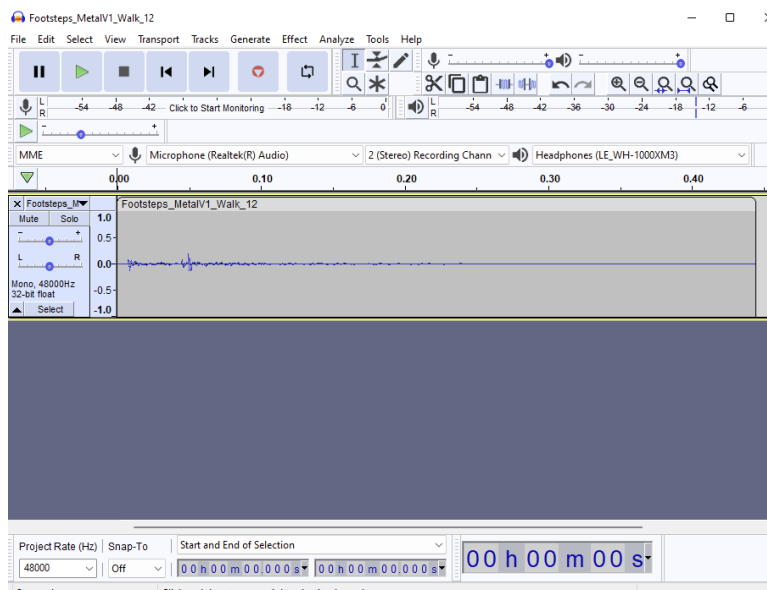 Footsteps_MetalV1_Walk_12
File Edit Select View Transport Tracks Generate Effect Analyze Tools Help
L R -54 -48 -42 Click to Start Monitoring -18 -12 -6 0 L R -54 -48 -42 -36 -30 -24 -18 -12 -6
MME Microphone (Realtek(R) Audio) 2 (Stereo) Recording Chann Headphones (LE_WH-1000XM3)
0.00 0.10 0.20 0.30 0.40
Footsteps_M Footsteps_MetalV1_Walk_12
Mute Solo 1.0
- + 0.5
L R 0.0
Mono, 48000Hz
32-bit float -0.5
Select -1.0
Project Rate (Hz) Snap-To Start and End of Selection
48000 Off 00h00m00.000s 00h00m00.000s 00h00m00s